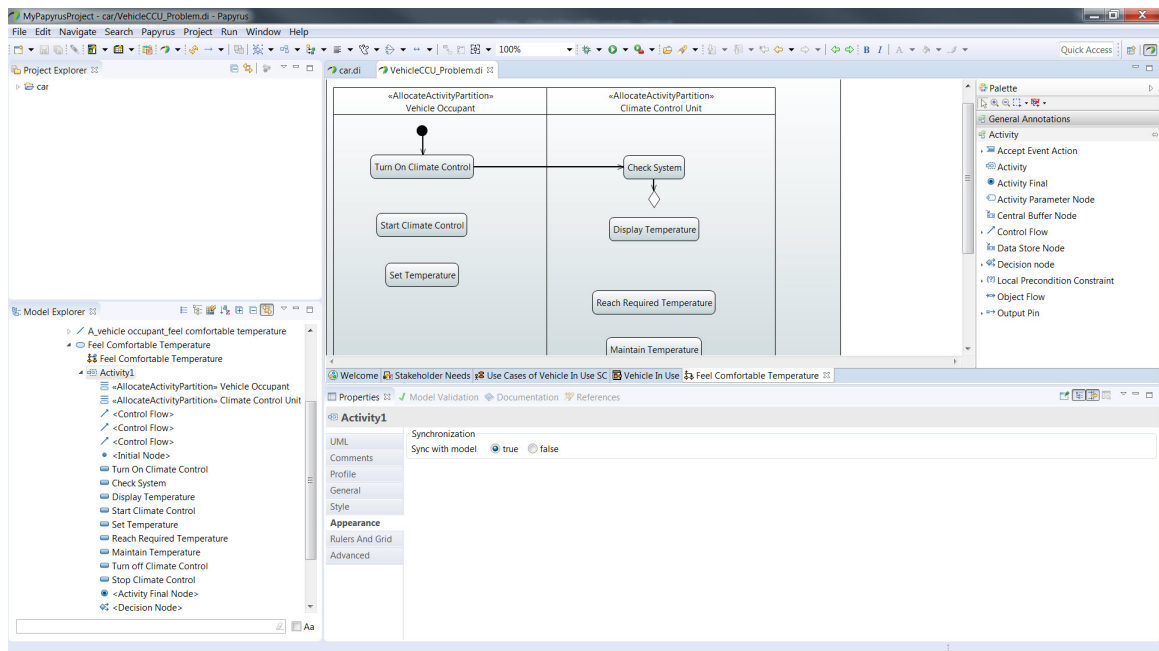 MyPapyrusProject - car/VehicleCCU_Problem.di - Papyrus
File Edit Navigate Search Papyrus Project Run Window Help
100%
B I A
Quick Access
Project Explorer
car
car.di VehicleCCU_Problem.di
«AllocateActivityPartition» Vehicle Occupant
«AllocateActivityPartition» Climate Control Unit
Turn On Climate Control
Check System
Start Climate Control
Display Temperature
Set Temperature
Reach Required Temperature
Maintain Temperature
Palette
General Annotations
Activity
Accept Event Action
Activity
Activity Final
Activity Parameter Node
Central Buffer Node
Control Flow
Data Store Node
Decision node
Local Precondition Constraint
Object Flow
Output Pin
Model Explorer
A_vehicle occupant_feel comfortable temperature
Feel Comfortable Temperature
Feel Comfortable Temperature
Activity1
«AllocateActivityPartition» Vehicle Occupant
«AllocateActivityPartition» Climate Control Unit
<Control Flow>
<Control Flow>
<Control Flow>
<Initial Node>
Turn On Climate Control
Check System
Display Temperature
Start Climate Control
Set Temperature
Reach Required Temperature
Maintain Temperature
Turn off Climate Control
Stop Climate Control
<Activity Final Node>
<Decision Node>
Aa
Welcome Stakeholder Needs Use Cases of Vehicle In Use SC Vehicle In Use Feel Comfortable Temperature
Properties Model Validation Documentation References
Activity1
UML
Comments
Profile
General
Style
Appearance
Rulers And Grid
Advanced
Synchronization
Sync with model true false